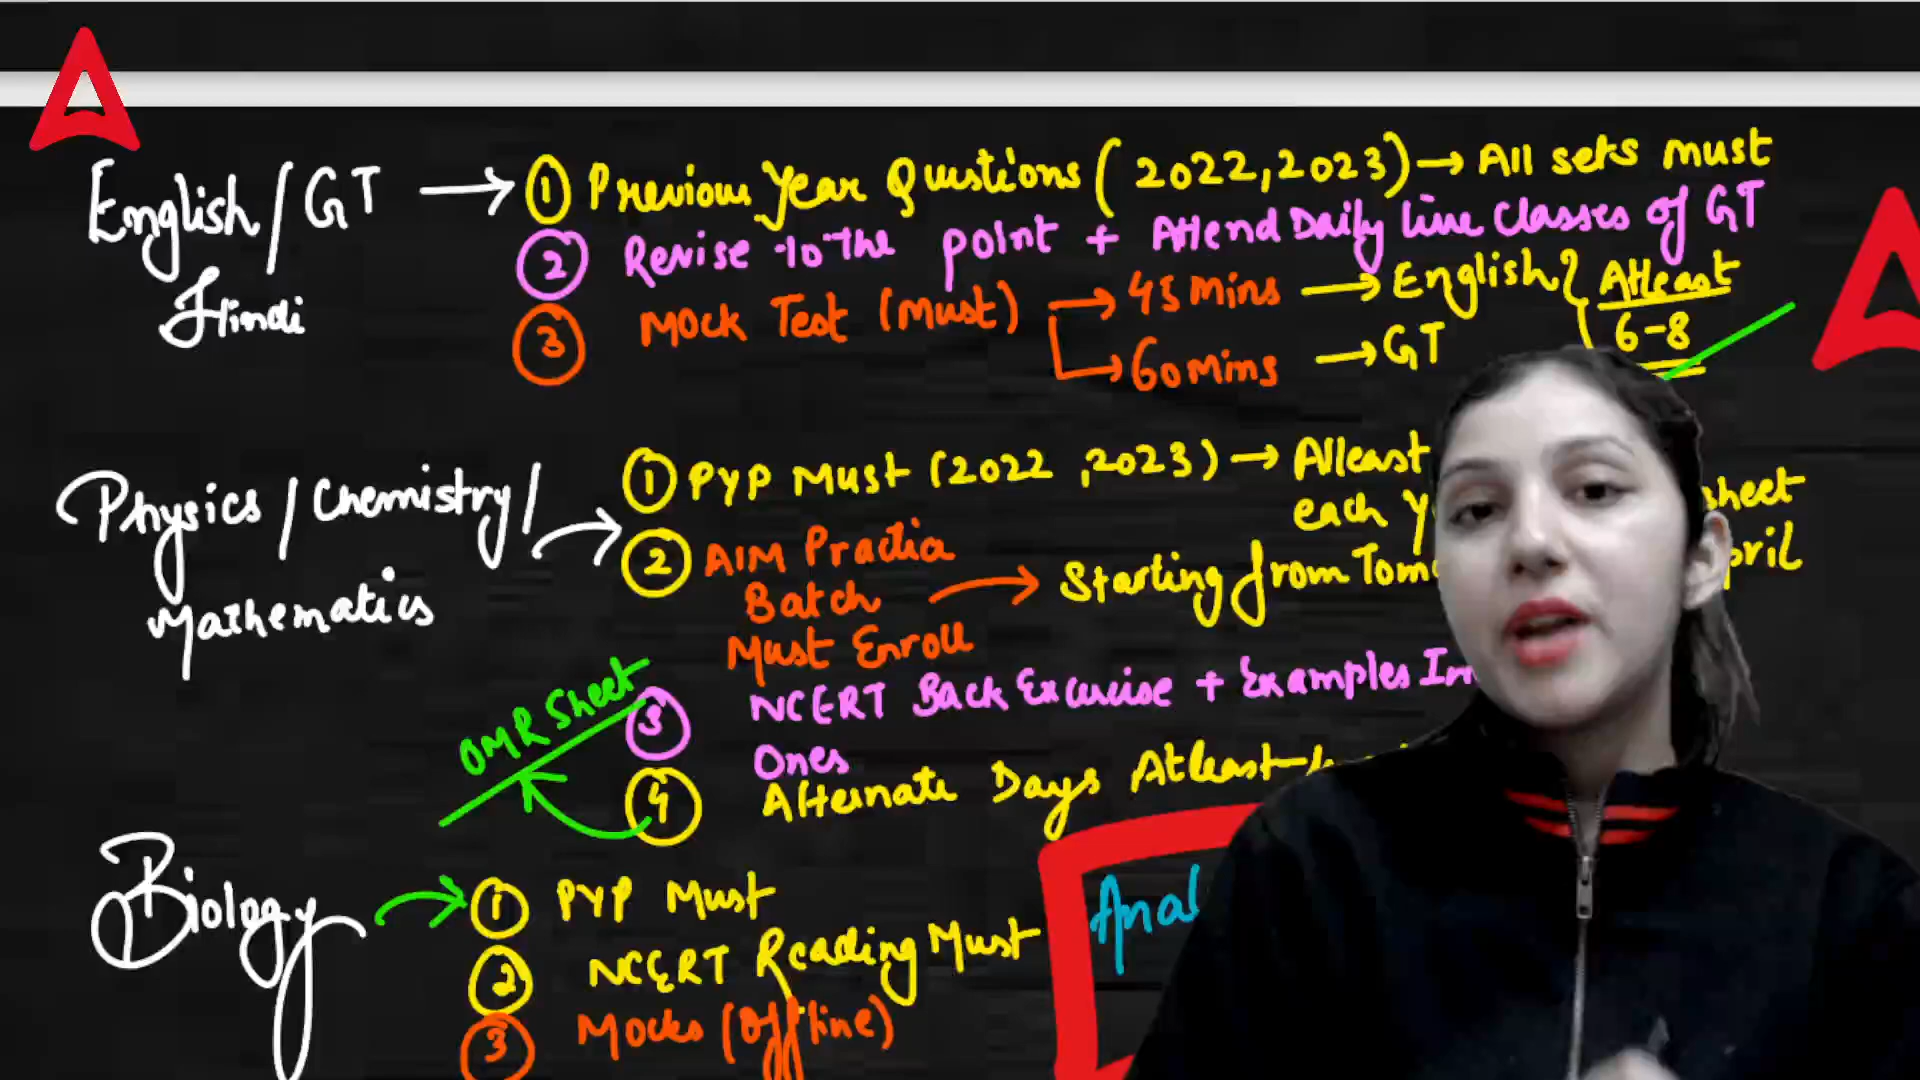 English/GT → ① Previous Year Questions (2022,2023) → All sets must
Hindi
② Revise to the point + Attend Daily live classes of GT
③ Mock Test (Must) → 45 Mins → English } Atleast
→ 60 Mins → GT 6-8
Physics/Chemistry/
Mathematics
① PYP Must (2022,2023) → Atleast
each sheet
② AIM Practice
Batch → Starting from
Must Enroll
OMR Sheet
③ NCERT Back Excercise + Examples
Ones
④ Alternate Days Atleast
Biology → ① PYP Must
② NCERT Reading Must
③ Mocks (Offline)